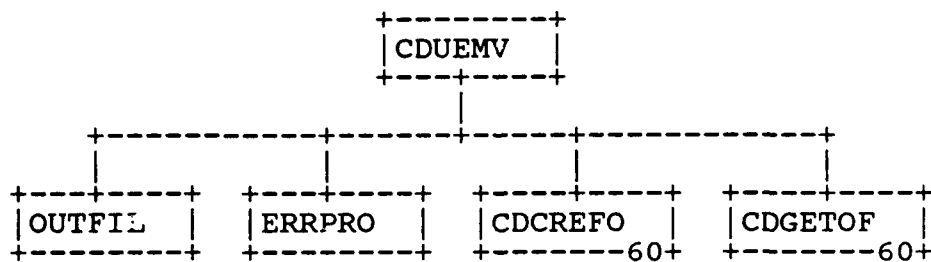 CDUEMV
OUTFIL ERRPRO CDCREFO CDGETOF
60 60